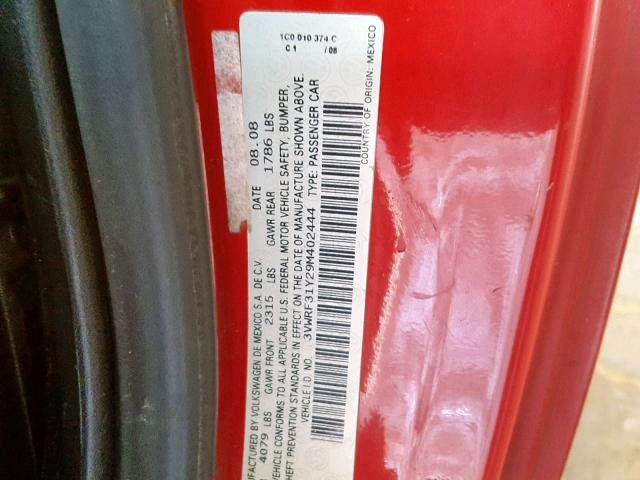 1C0 010 374 C
C 1 / 08
MANUFACTURED BY VOLKSWAGEN DE MEXICO S.A. DE C.V. DATE 08.08
4079 LBS GAWR FRONT 2315 LBS GAWR REAR 1786 LBS
VEHICLE CONFORMS TO ALL APPLICABLE U.S. FEDERAL MOTOR VEHICLE SAFETY, BUMPER,
THEFT PREVENTION STANDARDS IN EFFECT ON THE DATE OF MANUFACTURE SHOWN ABOVE.
VEHICLE I.D. NO. 3VWRF31Y29M402444 TYPE: PASSENGER CAR
COUNTRY OF ORIGIN: MEXICO